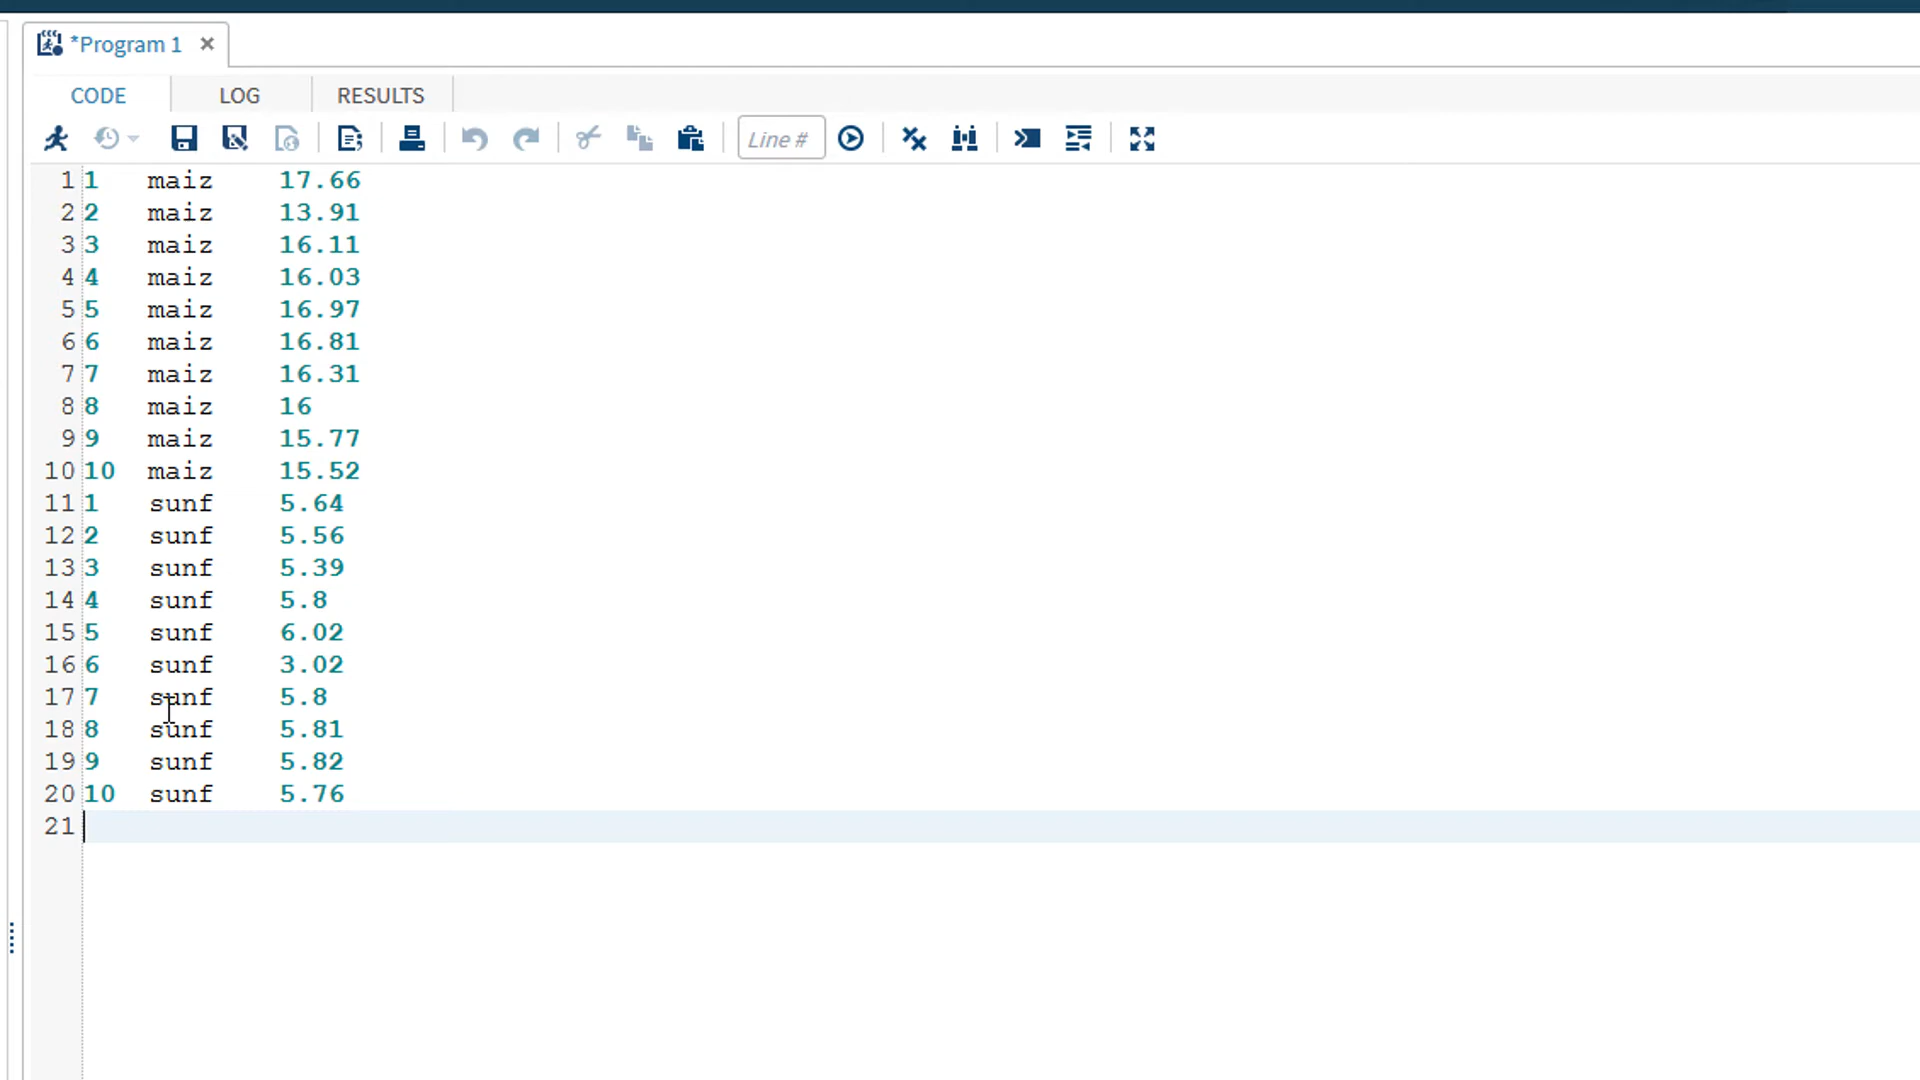 *Program 1 ×
CODE LOG RESULTS
Line #
1 1 maiz 17.66
2 2 maiz 13.91
3 3 maiz 16.11
4 4 maiz 16.03
5 5 maiz 16.97
6 6 maiz 16.81
7 7 maiz 16.31
8 8 maiz 16
9 9 maiz 15.77
10 10 maiz 15.52
11 1 sunf 5.64
12 2 sunf 5.56
13 3 sunf 5.39
14 4 sunf 5.8
15 5 sunf 6.02
16 6 sunf 3.02
17 7 sunf 5.8
18 8 sunf 5.81
19 9 sunf 5.82
20 10 sunf 5.76
21